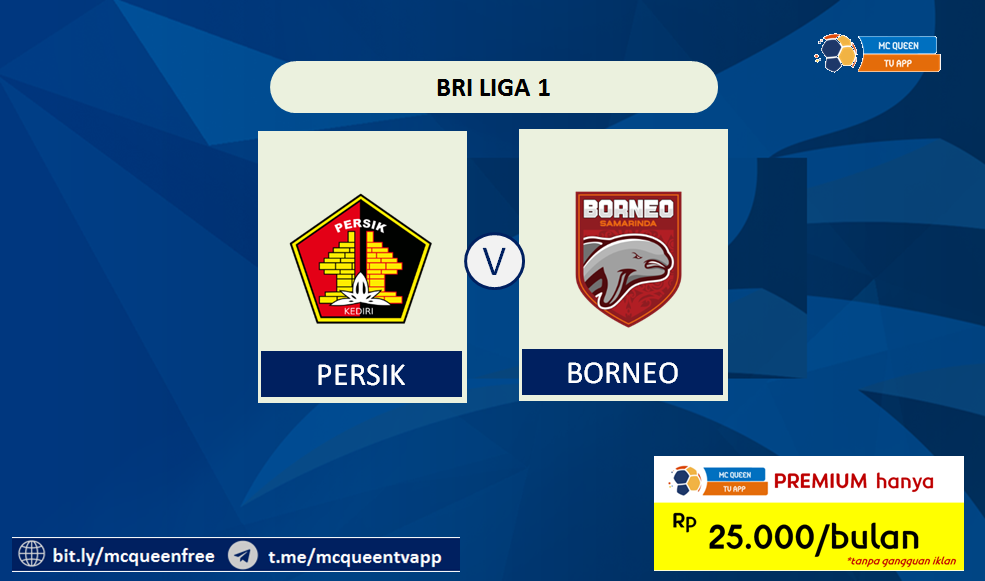 MC QUEEN
TV APP
BRI LIGA 1
PERSIK
KEDIRI
BORNEO
SAMARINDA
V
PERSIK
BORNEO
MC QUEEN
TV APP
PREMIUM hanya
Rp 25.000/bulan
*tanpa gangguan iklan
bit.ly/mcqueenfree
t.me/mcqueentvapp